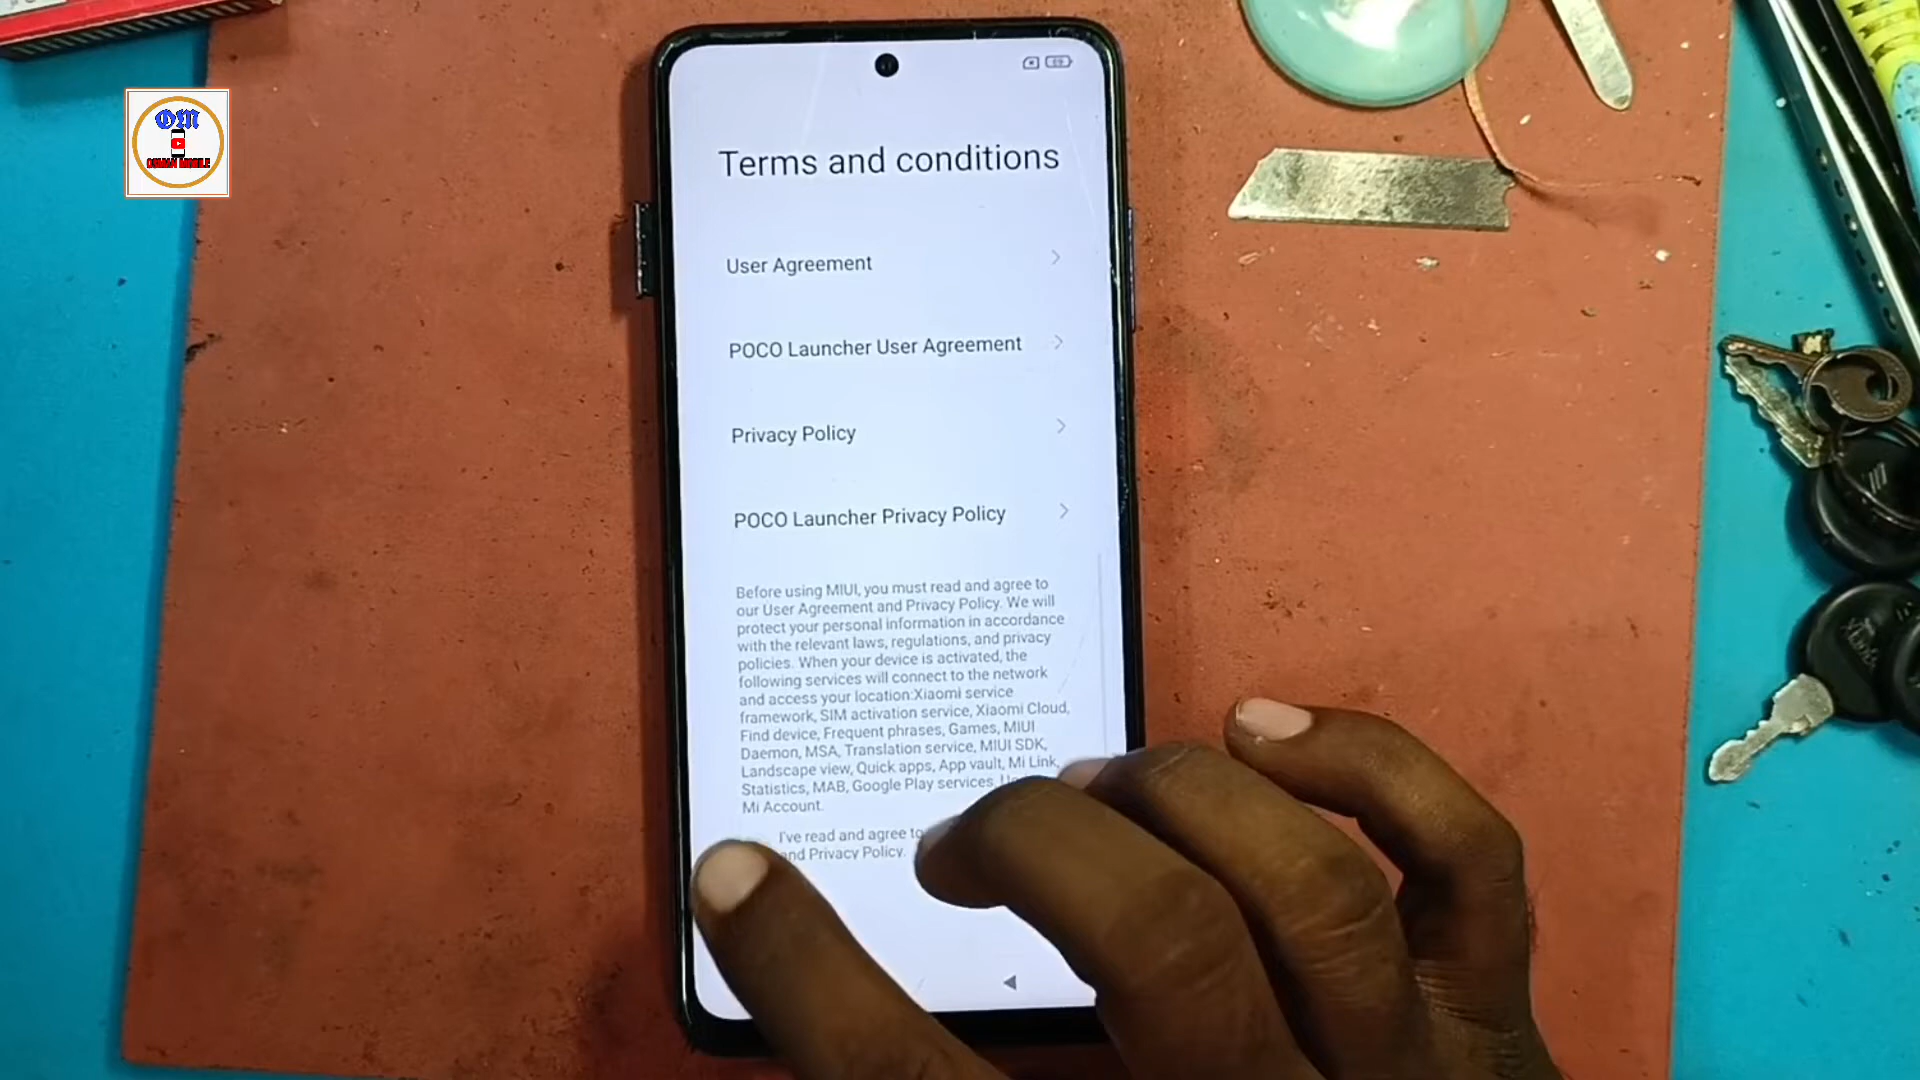 OM
Terms and conditions
User Agreement
POCO Launcher User Agreement
Privacy Policy
POCO Launcher Privacy Policy
Before using MIUI, you must read and agree to
our User Agreement and Privacy Policy. We will
protect your personal information in accordance
with the relevant laws, regulations, and privacy
policies. When your device is activated, the
following services will connect to the network
and access your location:Xiaomi service
framework, SIM activation service, Xiaomi Cloud,
Find device, Frequent phrases, Games, MIUI
Daemon, MSA, Translation service, MIUI SDK,
Landscape view, Quick apps, App vault, Mi Link,
Statistics, MAB, Google Play services,
Mi Account.
I've read and agree to
and Privacy Policy.